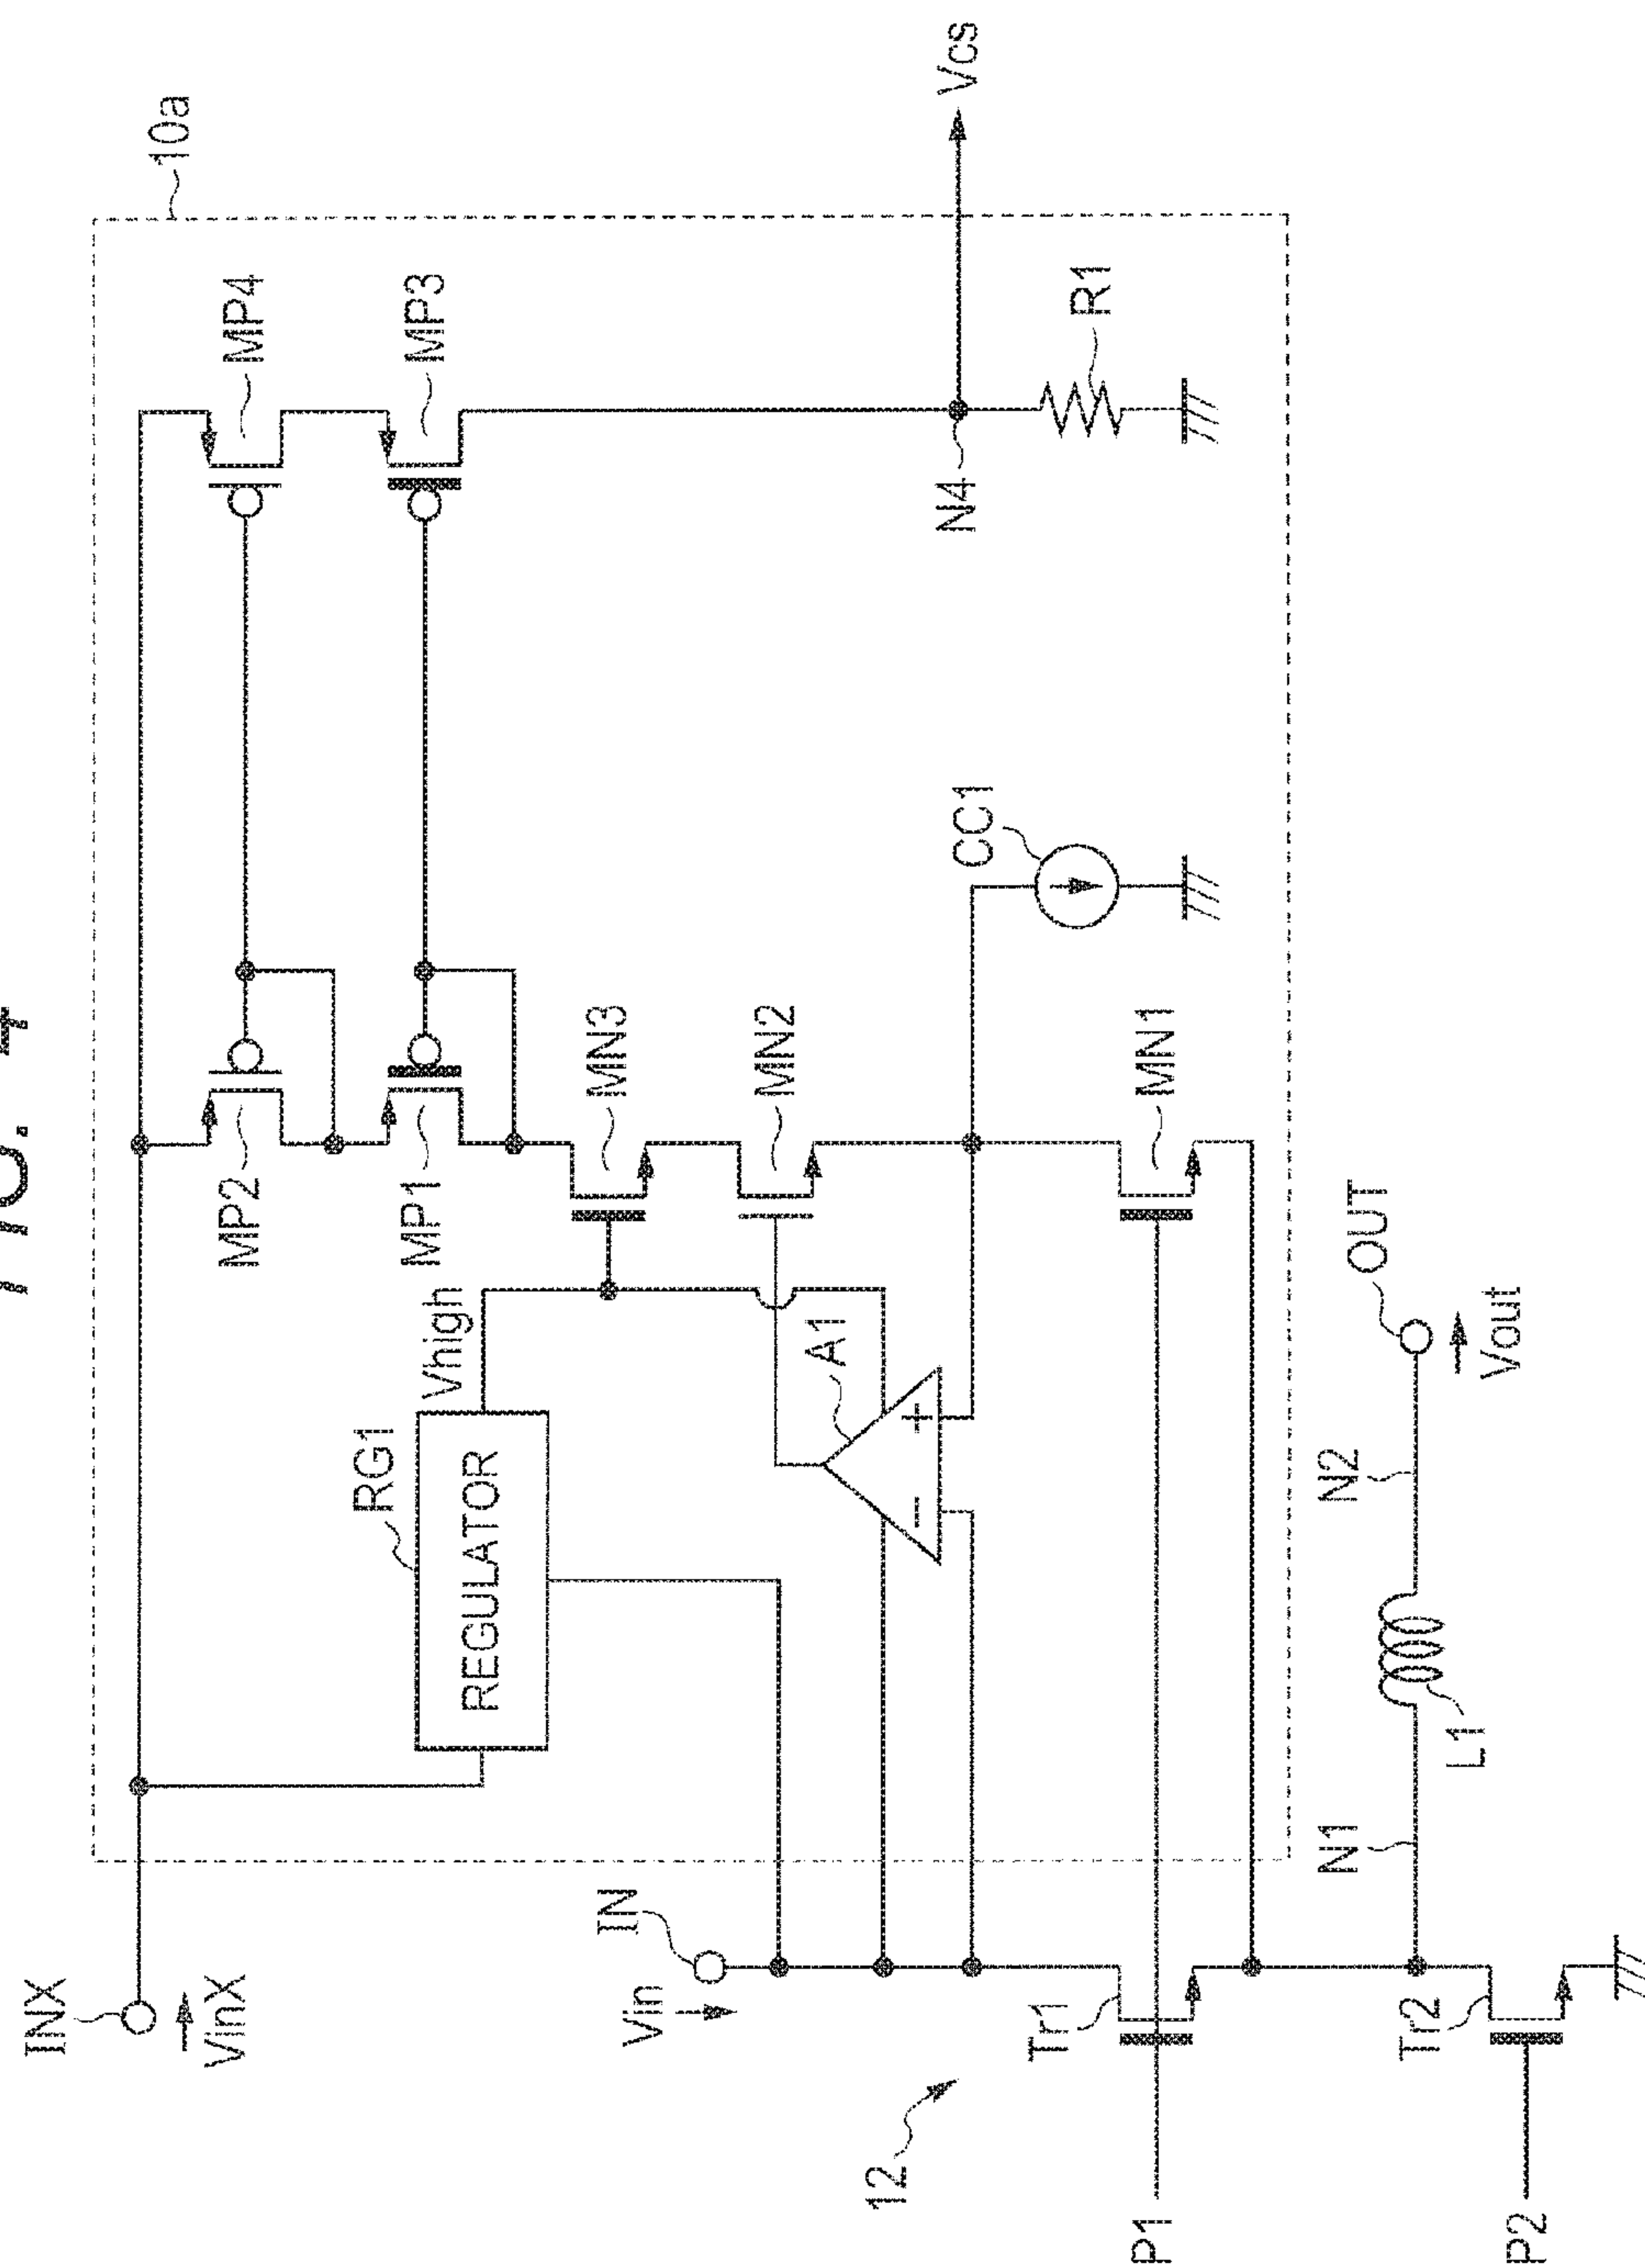 FIG. 4
INX
10a
VinX
MP2
MP4
RG1
MP1
MP3
Vhigh
REGULATOR
MN3
IN
Vin
MN2
A1
12
− +
N4
Vcs
CC1
Tr1
R1
P1
MN1
N1
N2
OUT
Tr2
L1
Vout
P2